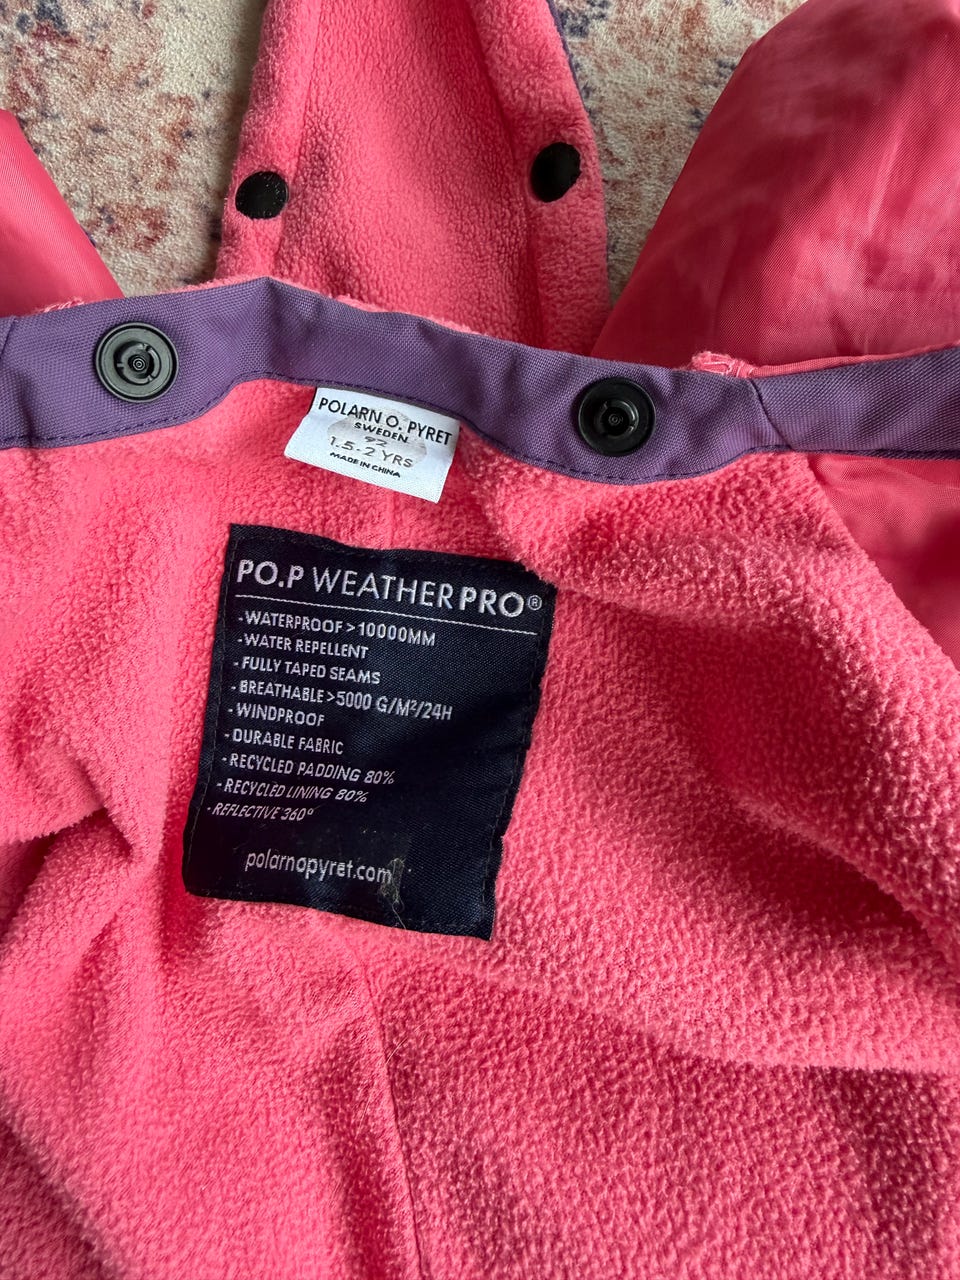 POLARN O. PYRET
SWEDEN
92
1.5-2 YRS
MADE IN CHINA
PO.P WEATHER PRO®
-WATERPROOF >10000MM
-WATER REPELLENT
-FULLY TAPED SEAMS
-BREATHABLE >5000 G/M²/24H
-WINDPROOF
-DURABLE FABRIC
-RECYCLED PADDING 80%
-RECYCLED LINING 80%
-REFLECTIVE 360°
polarnopyret.com